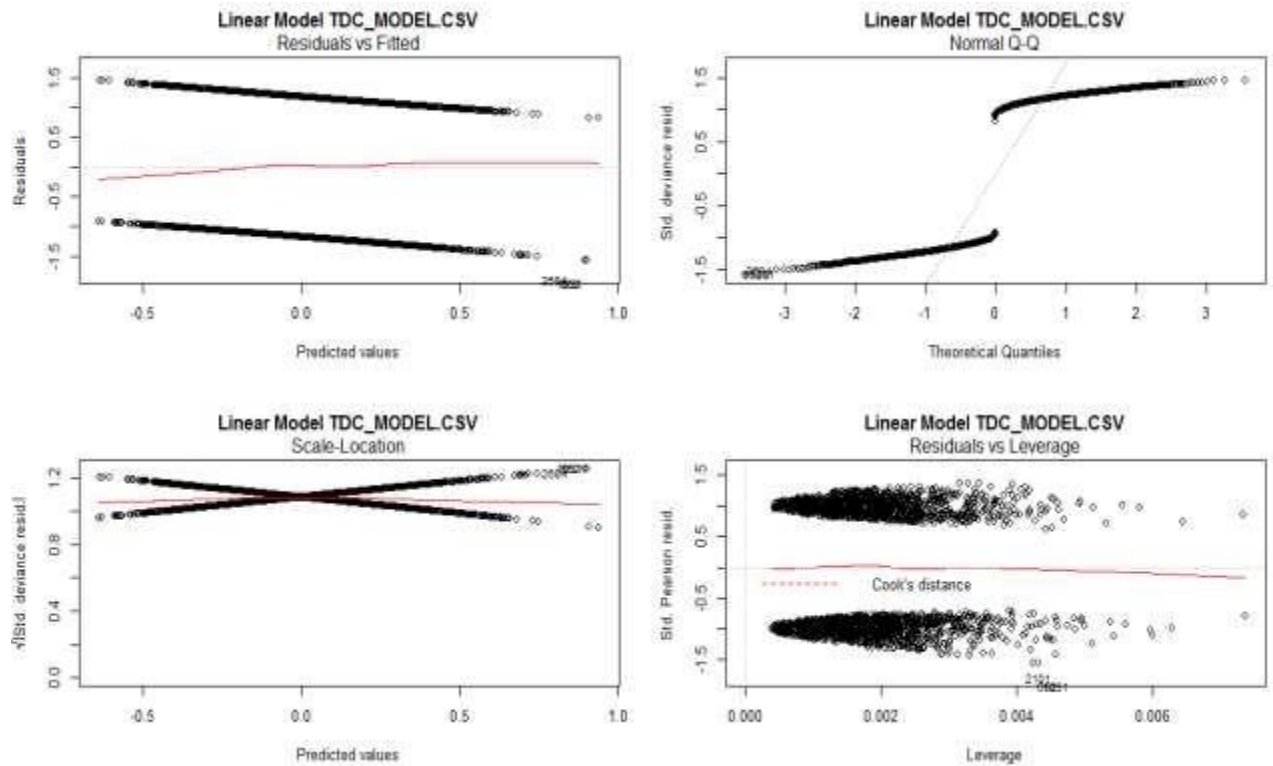 Linear Model TDC_MODEL.CSV
Residuals vs Fitted
Residuals
1.5
0.5
-0.5
-1.5
-0.5
0.0
0.5
1.0
Predicted values
Linear Model TDC_MODEL.CSV
Normal Q-Q
Std. deviance resid.
1.5
0.5
-0.5
-1.5
-3
-2
-1
0
1
2
3
Theoretical Quantiles
Linear Model TDC_MODEL.CSV
Scale-Location
√|Std. deviance resid.|
1.2
0.8
0.4
0.0
-0.5
0.0
0.5
1.0
Predicted values
Linear Model TDC_MODEL.CSV
Residuals vs Leverage
Std. Pearson resid.
1.5
0.5
-0.5
-1.5
Cook's distance
0.000
0.002
0.004
0.006
Leverage